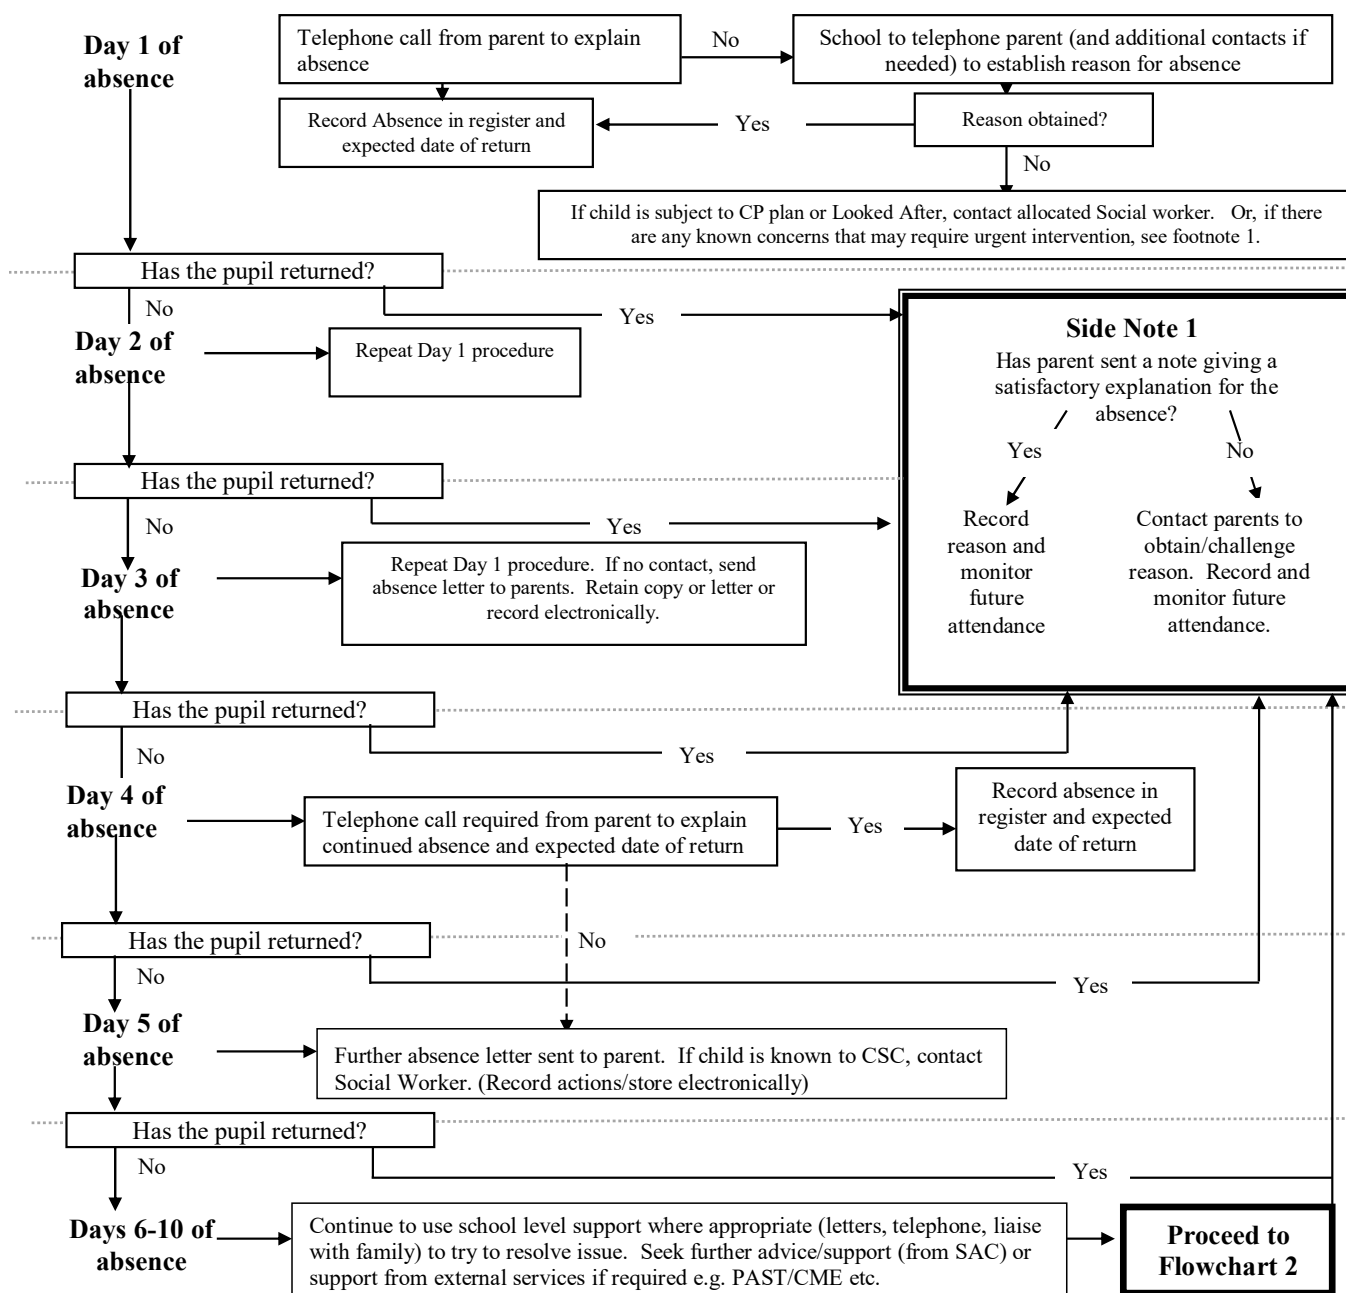 Day 1 of
absence
Telephone call from parent to explain
absence
No
School to telephone parent (and additional contacts if
needed) to establish reason for absence
Record Absence in register and
expected date of return
Yes
Reason obtained?
No
If child is subject to CP plan or Looked After, contact allocated Social worker.   Or, if there
are any known concerns that may require urgent intervention, see footnote 1.
Has the pupil returned?
No
Yes
Day 2 of
absence
Repeat Day 1 procedure
Side Note 1
Has parent sent a note giving a
satisfactory explanation for the
absence?
Yes
No
Record
reason and
monitor
future
attendance
Contact parents to
obtain/challenge
reason.  Record and
monitor future
attendance.
Has the pupil returned?
No
Yes
Day 3 of
absence
Repeat Day 1 procedure.  If no contact, send
absence letter to parents.  Retain copy or letter or
record electronically.
Has the pupil returned?
No
Yes
Day 4 of
absence
Telephone call required from parent to explain
continued absence and expected date of return
Yes
Record absence in
register and expected
date of return
No
Has the pupil returned?
No
Yes
Day 5 of
absence
Further absence letter sent to parent.  If child is known to CSC, contact
Social Worker. (Record actions/store electronically)
Has the pupil returned?
No
Yes
Days 6-10 of
absence
Continue to use school level support where appropriate (letters, telephone, liaise
with family) to try to resolve issue.  Seek further advice/support (from SAC) or
support from external services if required e.g. PAST/CME etc.
Proceed to
Flowchart 2